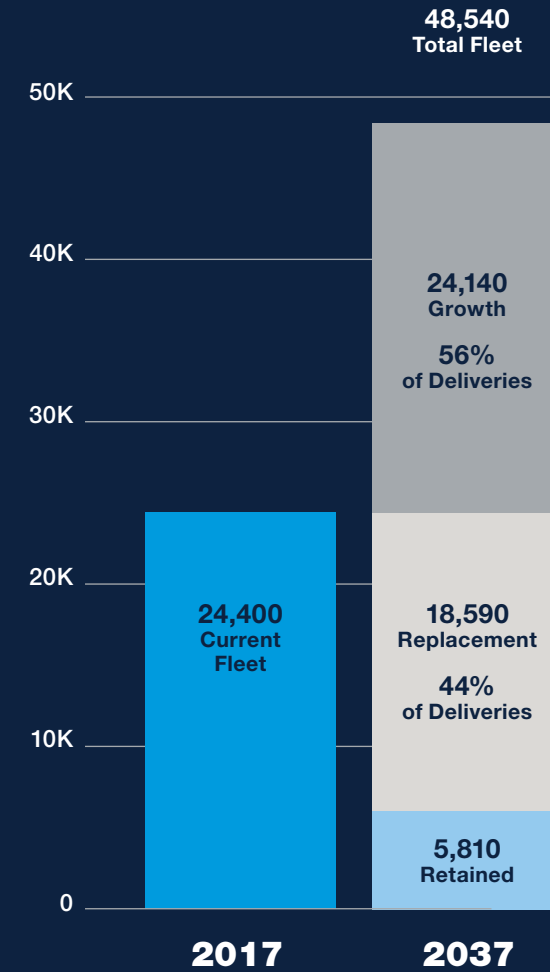 48,540
Total Fleet
50K
40K
30K
20K
10K
0
24,400
Current
Fleet
24,140
Growth
56%
of Deliveries
18,590
Replacement
44%
of Deliveries
5,810
Retained
2017
2037